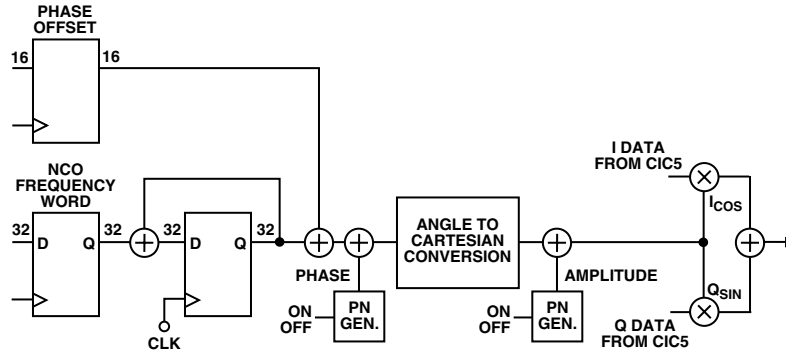 PHASE
OFFSET
16
16
NCO
FREQUENCY
WORD
32
D
Q
32
32
D
Q
32
CLK
PHASE
ON
OFF
PN
GEN.
ANGLE TO
CARTESIAN
CONVERSION
AMPLITUDE
ON
OFF
PN
GEN.
I DATA
FROM CIC5
ICOS
QSIN
Q DATA
FROM CIC5